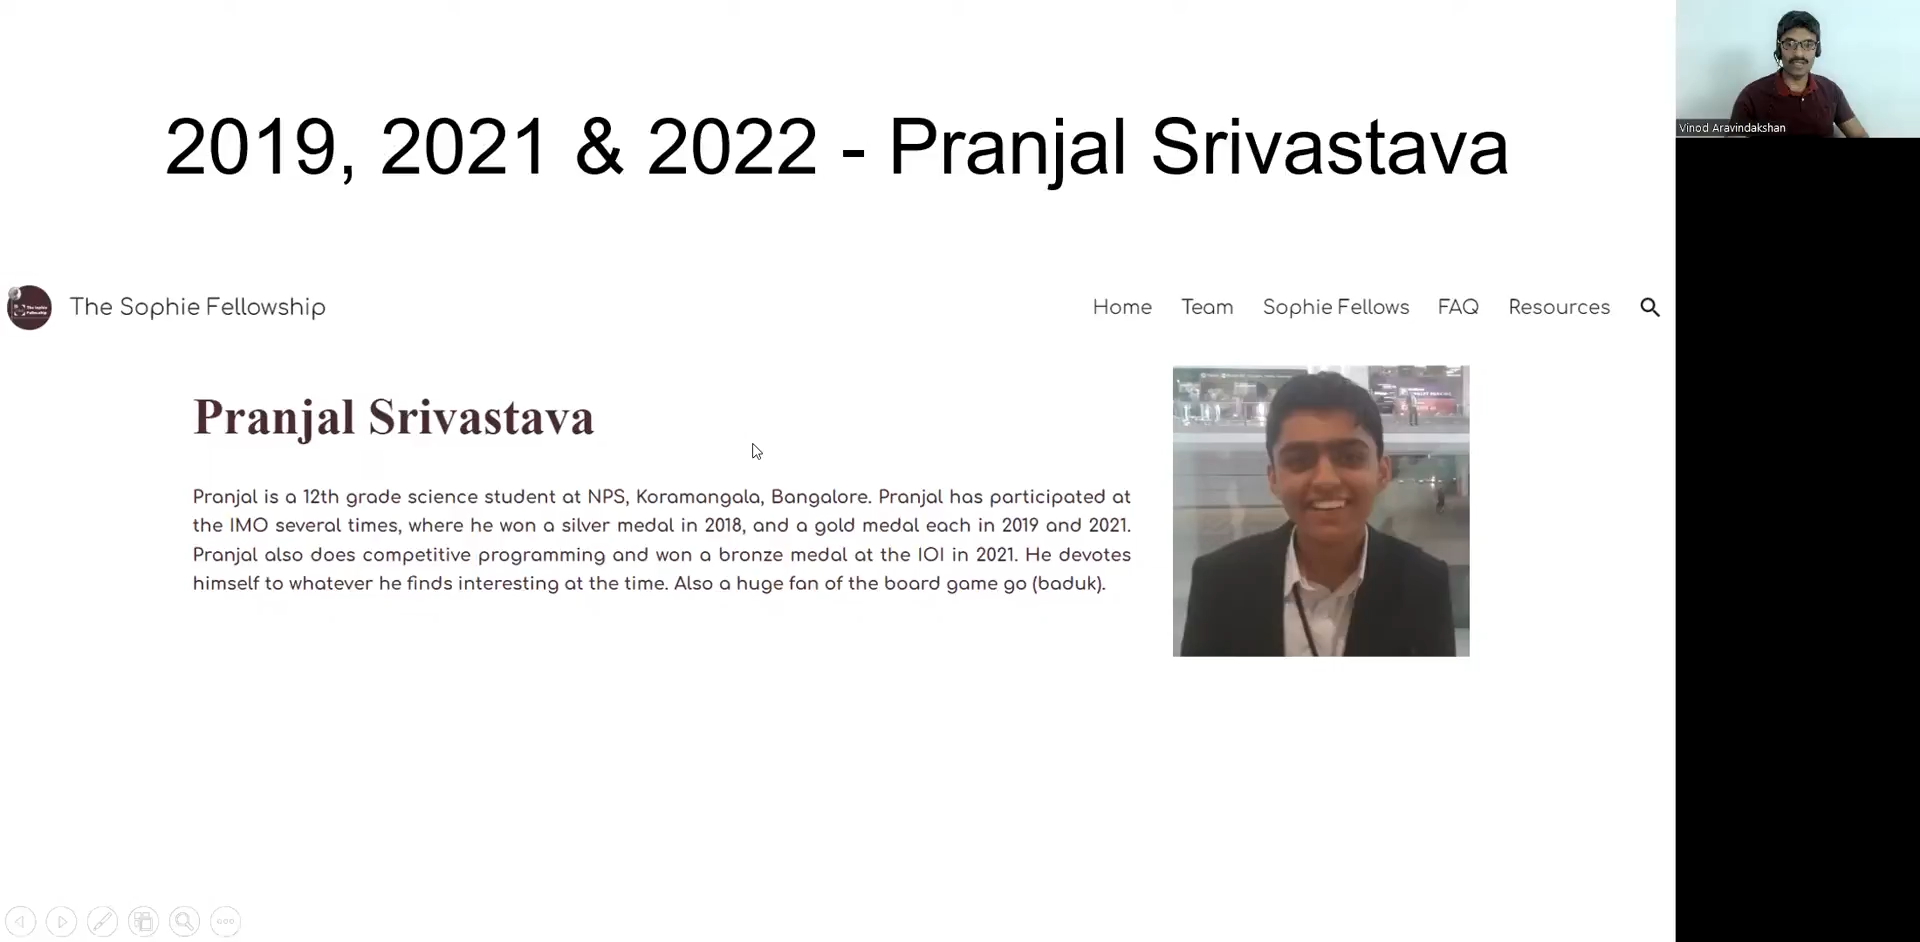 2019, 2021 & 2022 - Pranjal Srivastava
Vinod Aravindakshan
The Sophie Fellowship
Home Team Sophie Fellows FAQ Resources
Pranjal Srivastava
Pranjal is a 12th grade science student at NPS, Koramangala, Bangalore. Pranjal has participated at
the IMO several times, where he won a silver medal in 2018, and a gold medal each in 2019 and 2021.
Pranjal also does competitive programming and won a bronze medal at the IOI in 2021. He devotes
himself to whatever he finds interesting at the time. Also a huge fan of the board game go (baduk).